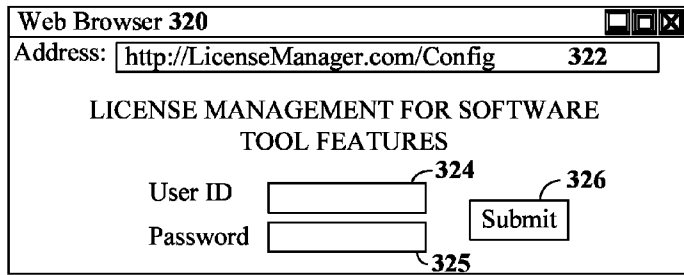 Web Browser 320
Address: http://LicenseManager.com/Config 322
LICENSE MANAGEMENT FOR SOFTWARE
TOOL FEATURES
324
User ID
326
Submit
Password
325